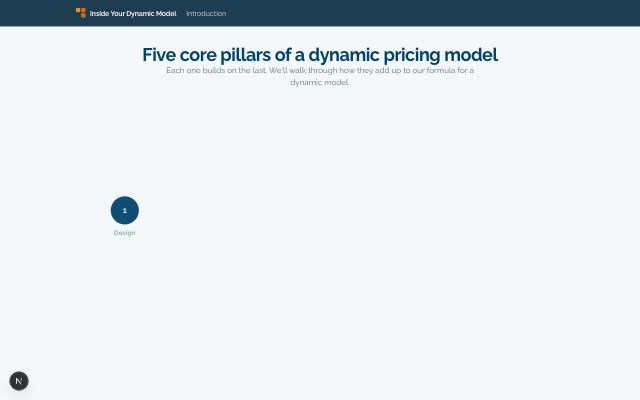 Inside Your Dynamic Model Introduction
Five core pillars of a dynamic pricing model
Each one builds on the last. We'll walk through how they add up to our formula for a
dynamic model.
1
Design
N